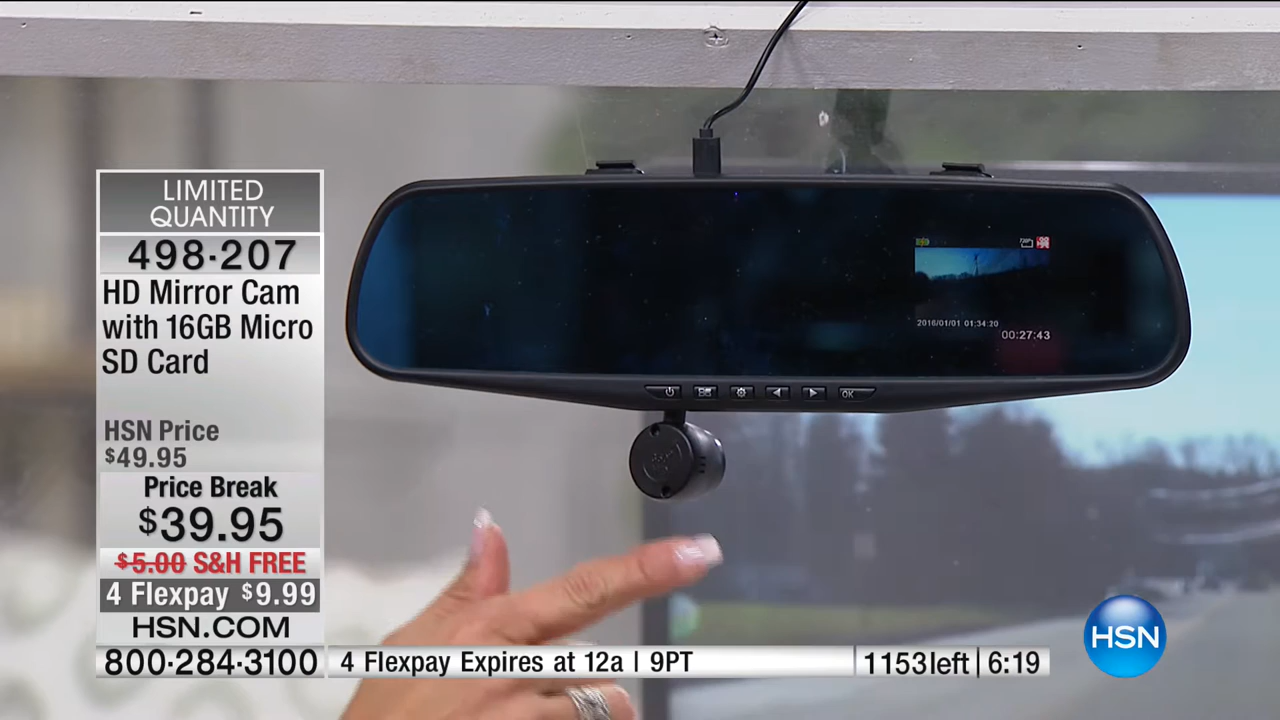 LIMITED
QUANTITY
498-207
HD Mirror Cam
with 16GB Micro
SD Card
HSN Price
$49.95
Price Break
$39.95
$5.00 S&H FREE
4 Flexpay $9.99
HSN.COM
800-284-3100
4 Flexpay Expires at 12a | 9PT
1153left | 6:19
HSN
2016/01/01 01:34:20
00:27:43
OK